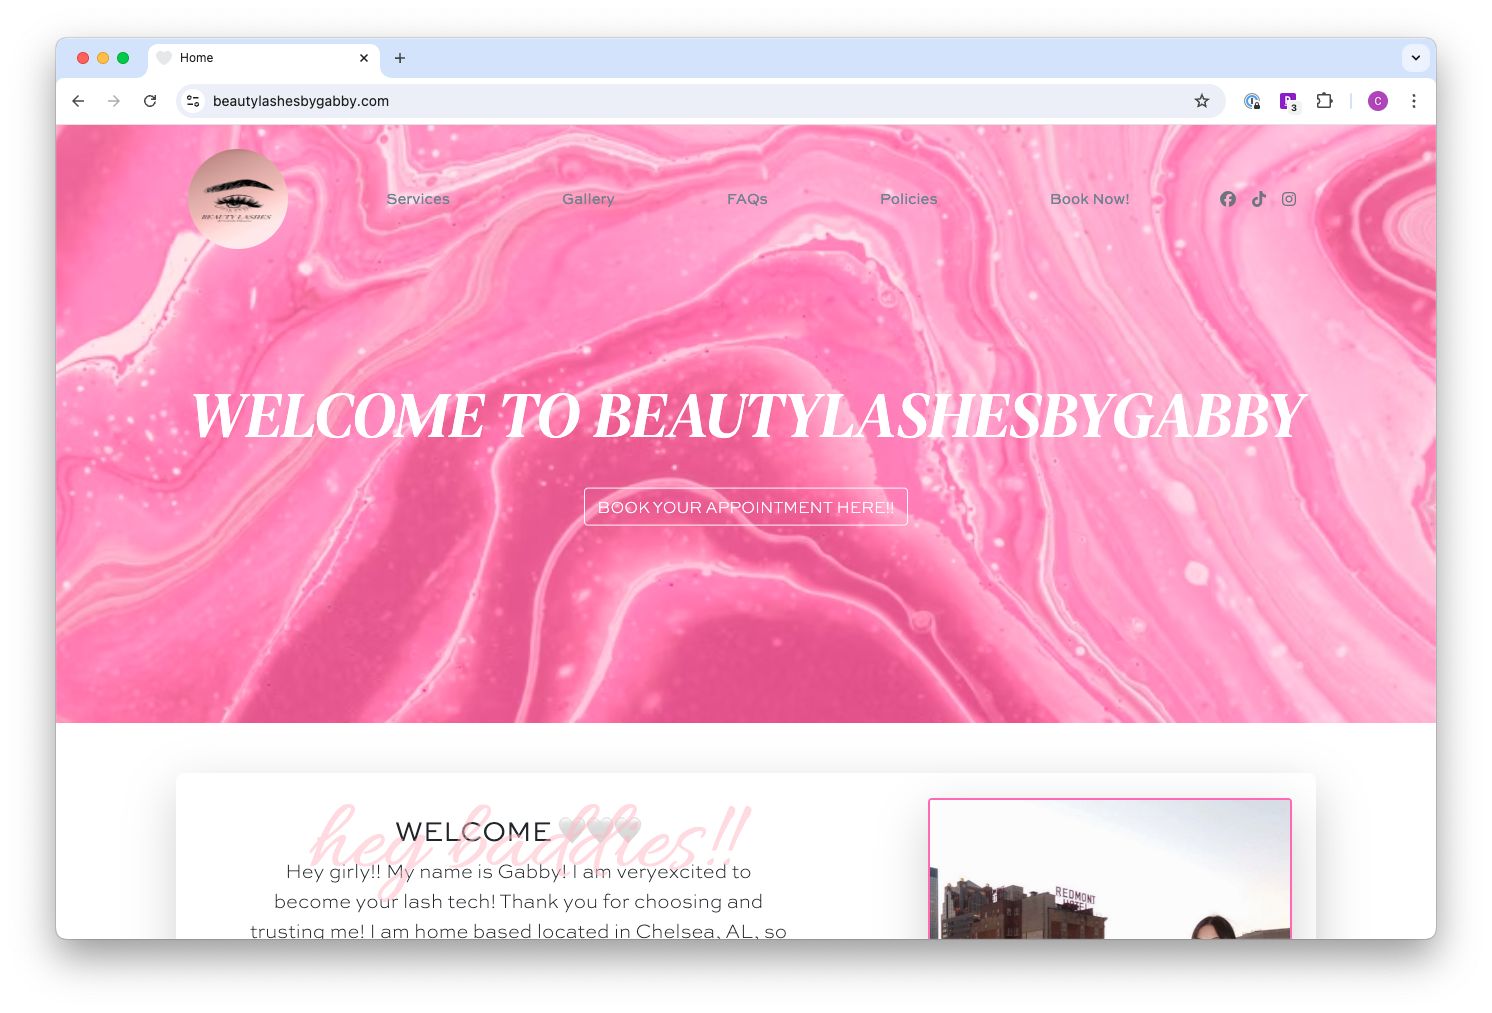 Home
beautylashesbygabby.com
3
C
BEAUTY LASHES
Services
Gallery
FAQs
Policies
Book Now!
WELCOME TO BEAUTYLASHESBYGABBY
BOOK YOUR APPOINTMENT HERE!!
hey baddies!!
WELCOME🤍🤍🤍
Hey girly!! My name is Gabby! I am veryexcited to
become your lash tech! Thank you for choosing and
trusting me! I am home based located in Chelsea, AL, so
REDMONT
HOTEL